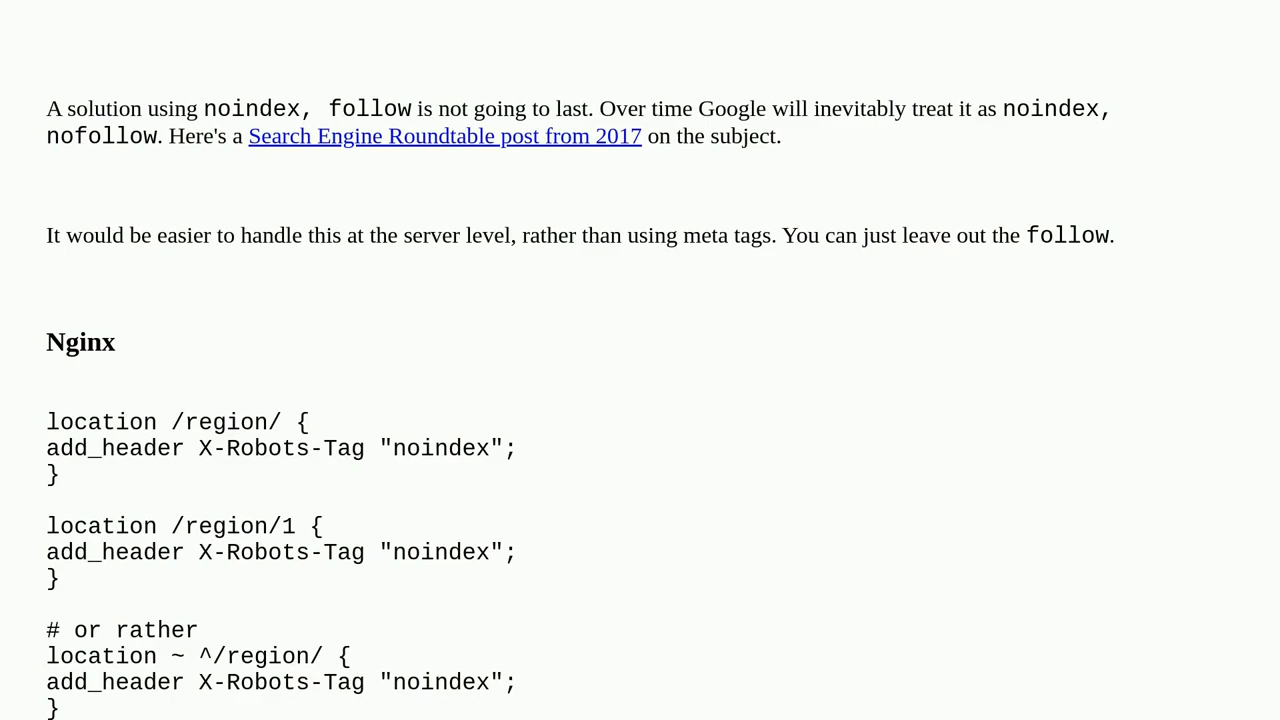 A solution using noindex, follow is not going to last. Over time Google will inevitably treat it as noindex,
nofollow. Here's a Search Engine Roundtable post from 2017 on the subject.
It would be easier to handle this at the server level, rather than using meta tags. You can just leave out the follow.
Nginx
location /region/ {
add_header X-Robots-Tag "noindex";
}
location /region/1 {
add_header X-Robots-Tag "noindex";
}
# or rather
location ~ ^/region/ {
add_header X-Robots-Tag "noindex";
}